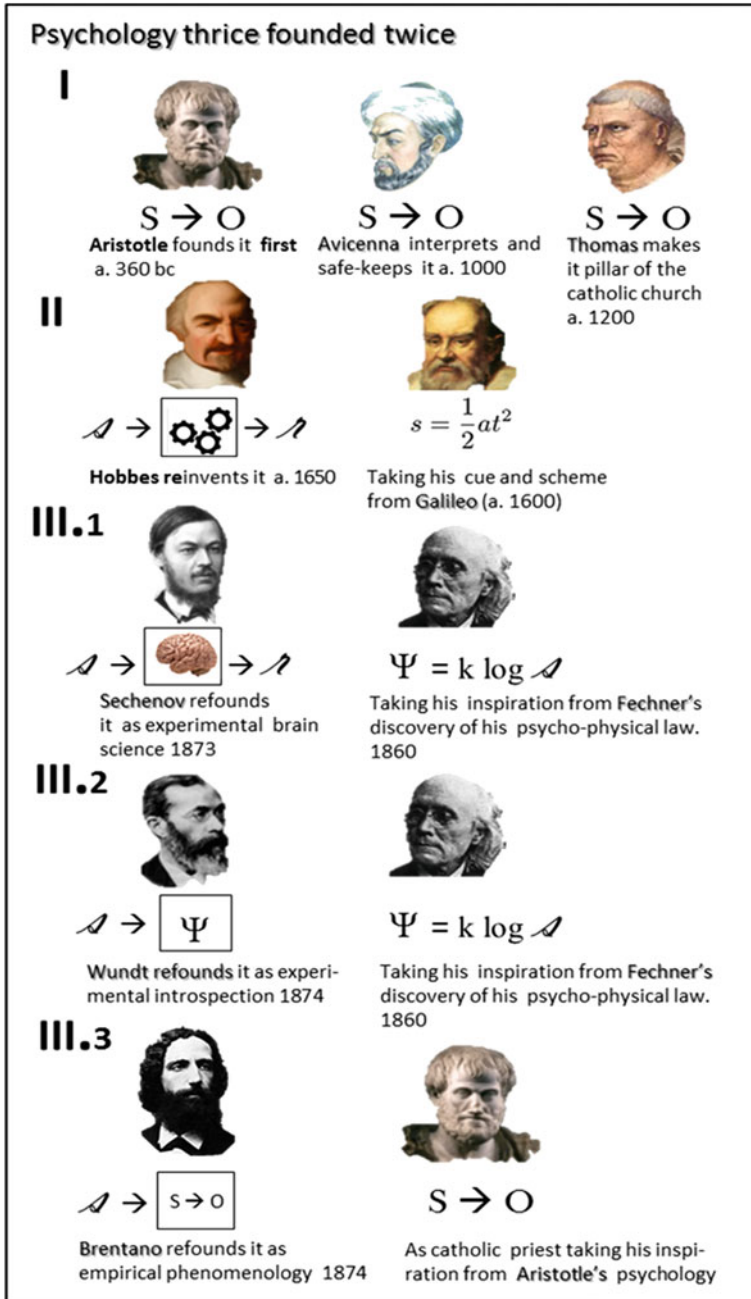 Psychology thrice founded twice
I
S → O
Aristotle founds it first
a. 360 bc
S → O
Avicenna interprets and
safe-keeps it a. 1000
S → O
Thomas makes
it pillar of the
catholic church
a. 1200
II
Hobbes reinvents it a. 1650
s = 1/2 at²
Taking his cue and scheme
from Galileo (a. 1600)
III.1
Sechenov refounds
it as experimental brain
science 1873
Ψ = k log
Taking his inspiration from Fechner's
discovery of his psycho-physical law.
1860
III.2
Ψ
Wundt refounds it as experi-
mental introspection 1874
Ψ = k log
Taking his inspiration from Fechner's
discovery of his psycho-physical law.
1860
III.3
S → O
Brentano refounds it as
empirical phenomenology 1874
S → O
As catholic priest taking his inspi-
ration from Aristotle's psychology